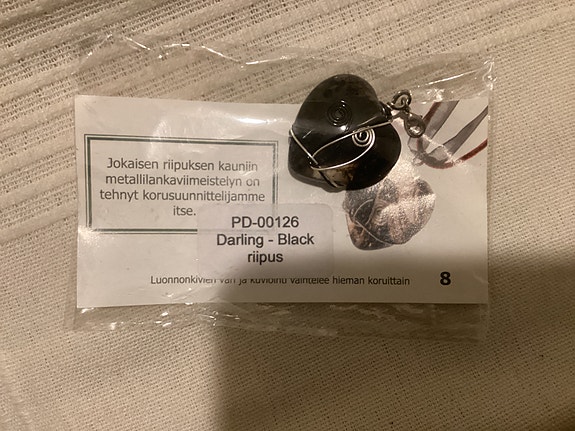 Jokaisen riipuksen kauniin
metallilankaviimeistelyn on
tehnyt korusuunnittelijamme
itse.
PD-00126
Darling - Black
riipus
Luonnonkivien väri ja kuviointi vaihtelee hieman koruittain
8